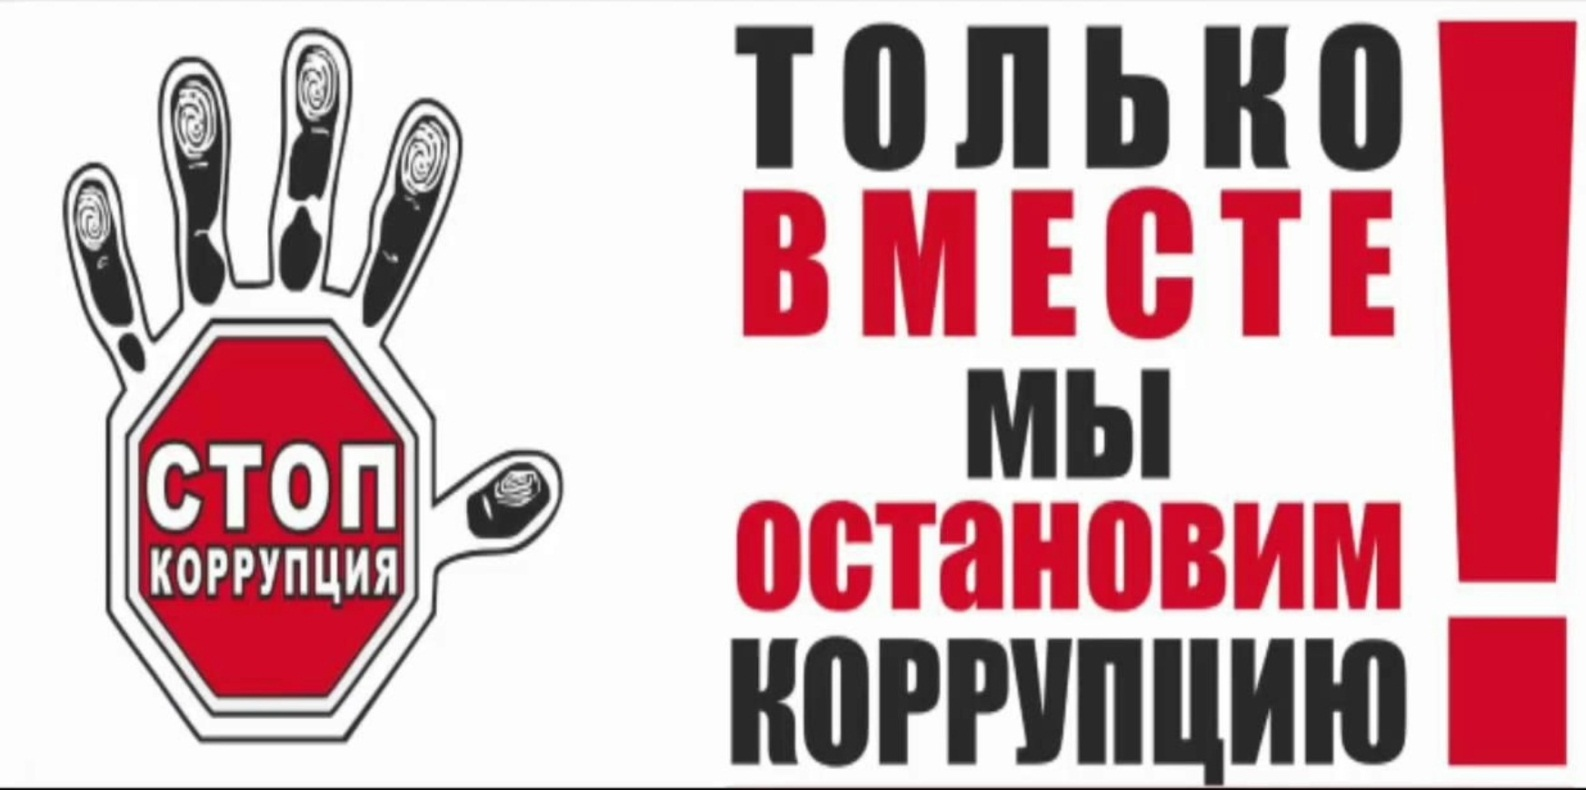 СТОП
КОРРУПЦИЯ
ТОЛЬКО
ВМЕСТЕ
МЫ
ОСТАНОВИМ
КОРРУПЦИЮ!